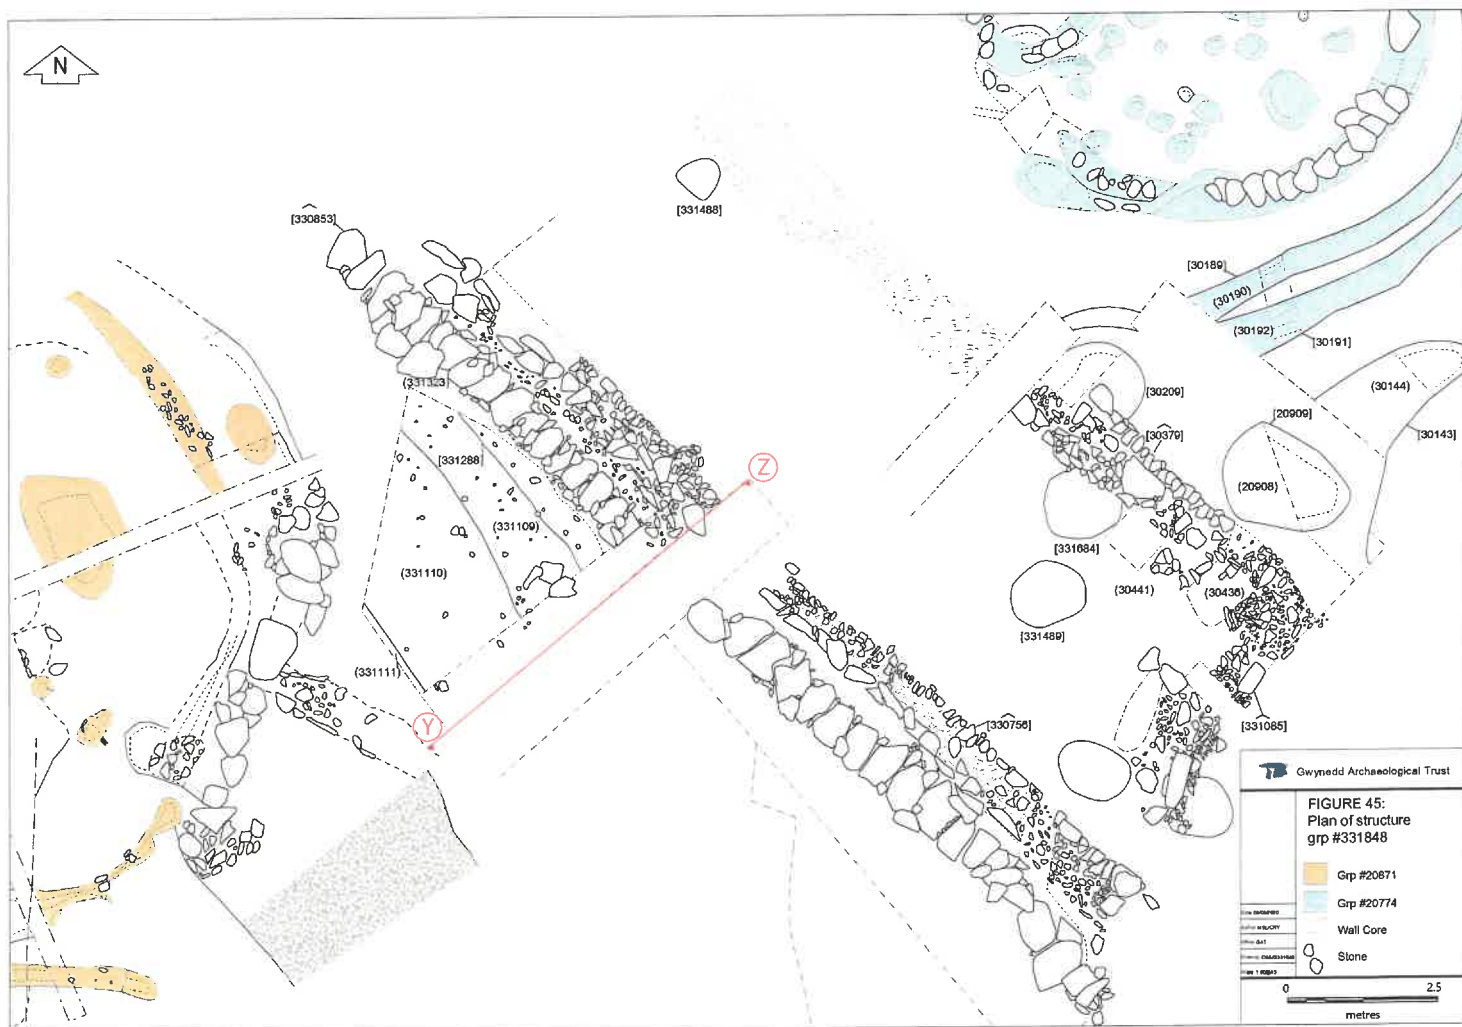 N
[330853]
[331488]
[30189]
(30190)
(30192)
[30191]
(331323)
(30144)
[30209]
[20909]
[30143]
[30379]
[331288]
Z
(20908)
(331109)
[331684]
(331110)
(30441)
(30436)
[331489]
(331111)
Y
[330756]
[331085]
Gwynedd Archaeological Trust
FIGURE 45:
Plan of structure
grp #331848
Grp #20871
Grp #20774
Wall Core
Stone
0 2.5
metres